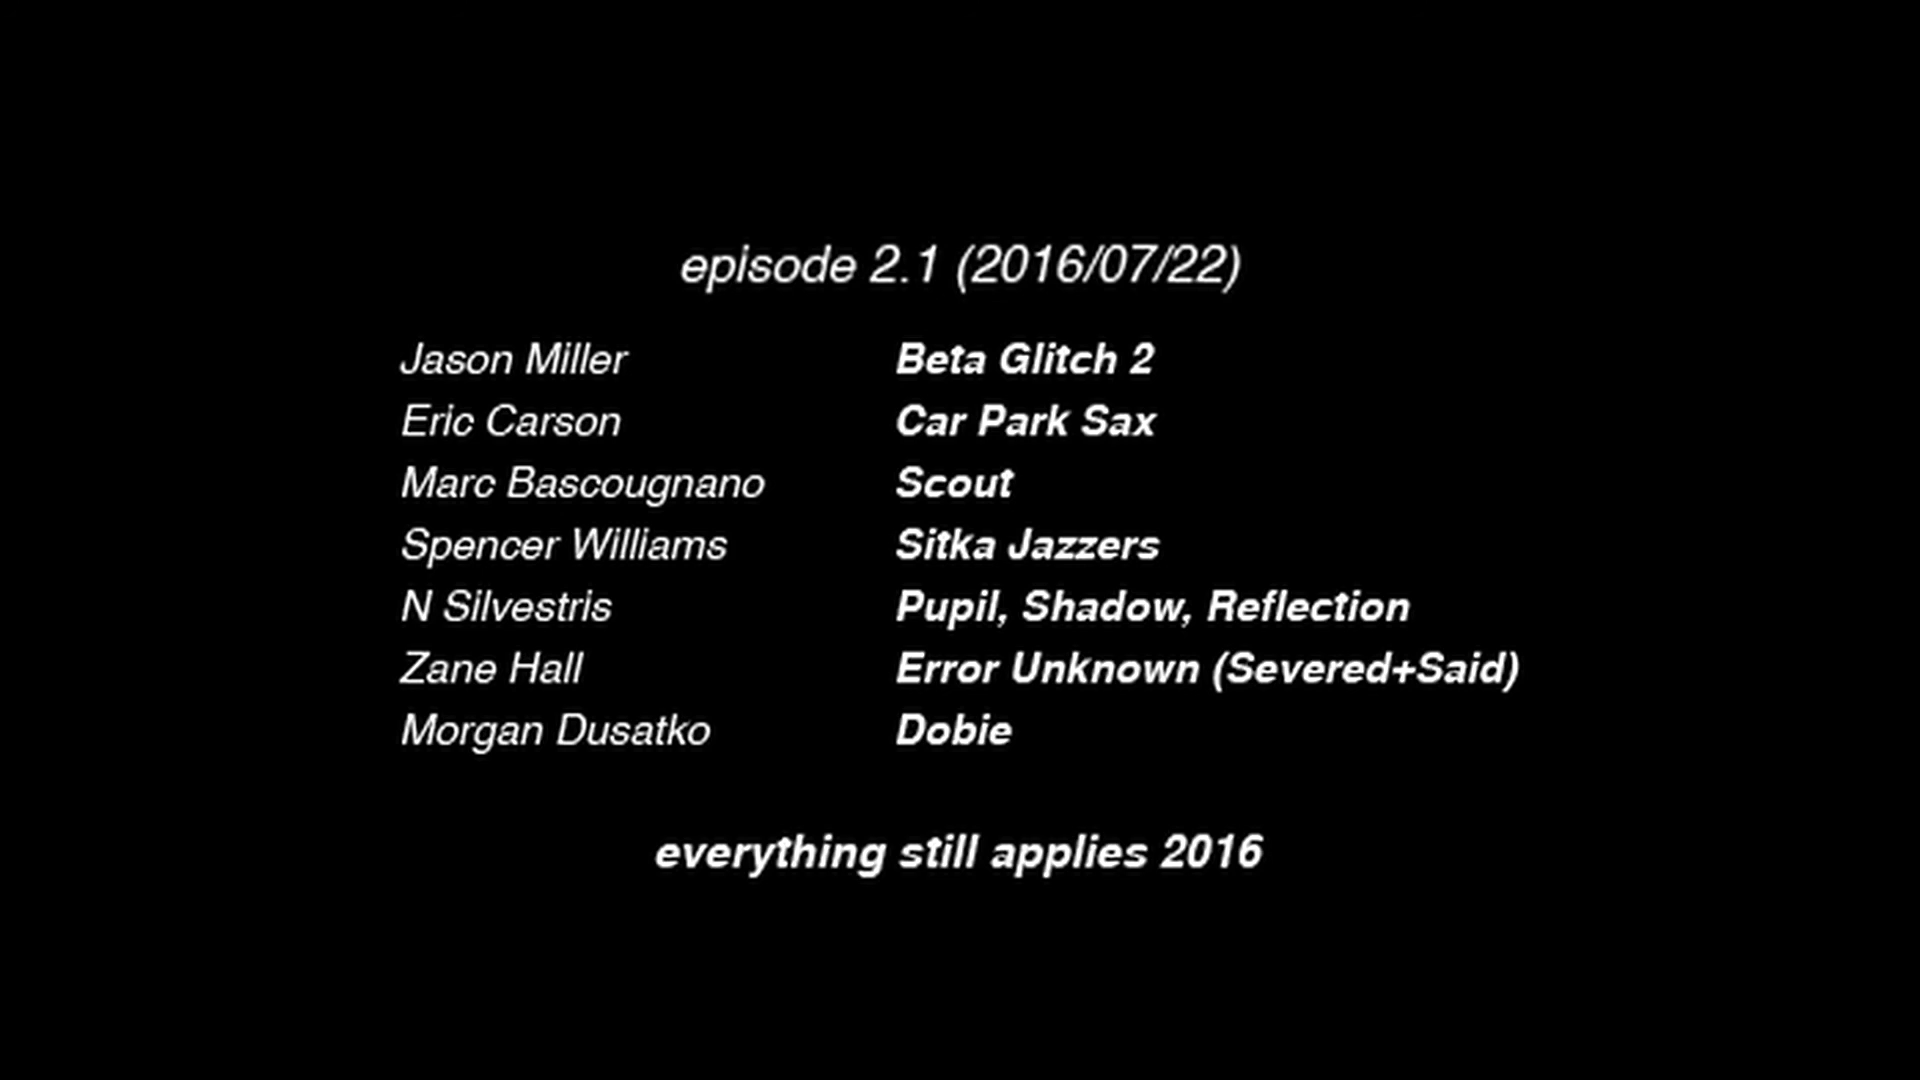 episode 2.1 (2016/07/22)
Jason Miller Beta Glitch 2
Eric Carson Car Park Sax
Marc Bascougnano Scout
Spencer Williams Sitka Jazzers
N Silvestris Pupil, Shadow, Reflection
Zane Hall Error Unknown (Severed+Said)
Morgan Dusatko Dobie
everything still applies 2016